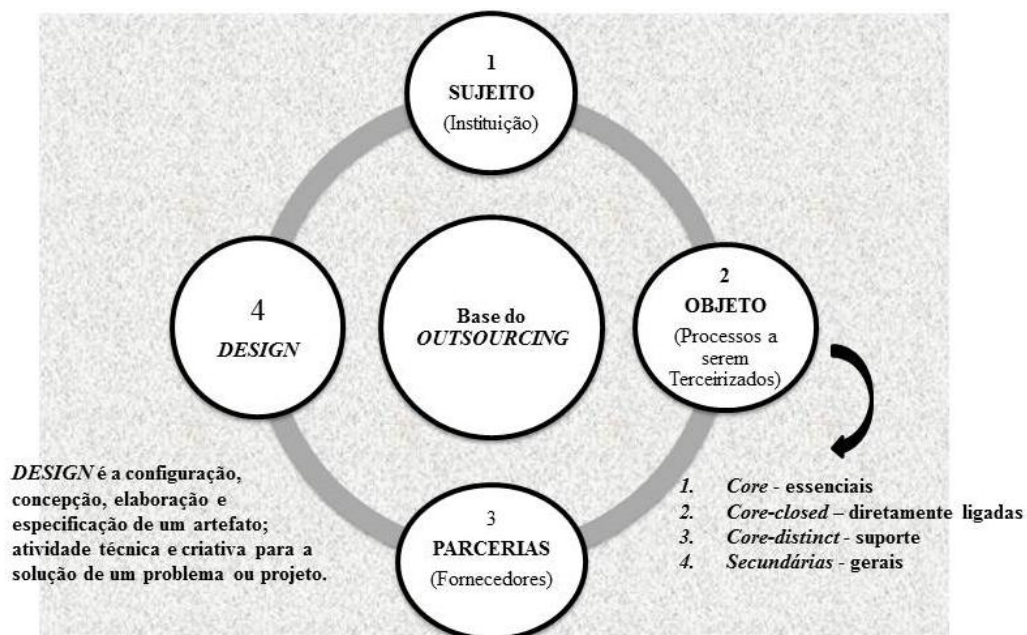 1
SUJEITO
(Instituição)
2
OBJETO
(Processos a
serem
Terceirizados)
Base do
OUTSOURCING
4
DESIGN
3
PARCERIAS
(Fornecedores)
DESIGN é a configuração,
concepção, elaboração e
especificação de um artefato;
atividade técnica e criativa para a
solução de um problema ou projeto.
1. Core - essenciais
2. Core-closed – diretamente ligadas
3. Core-distinct - suporte
4. Secundárias - gerais